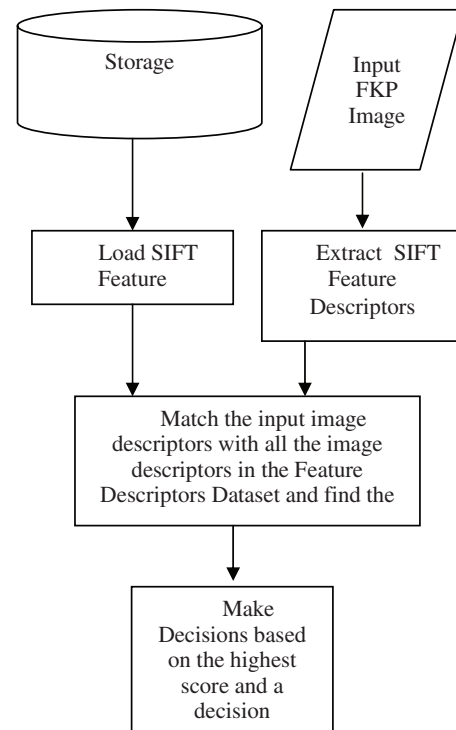 Storage
Input
FKP
Image
Load SIFT
Feature
Extract SIFT
Feature
Descriptors
Match the input image
descriptors with all the image
descriptors in the Feature
Descriptors Dataset and find the
Make
Decisions based
on the highest
score and a
decision